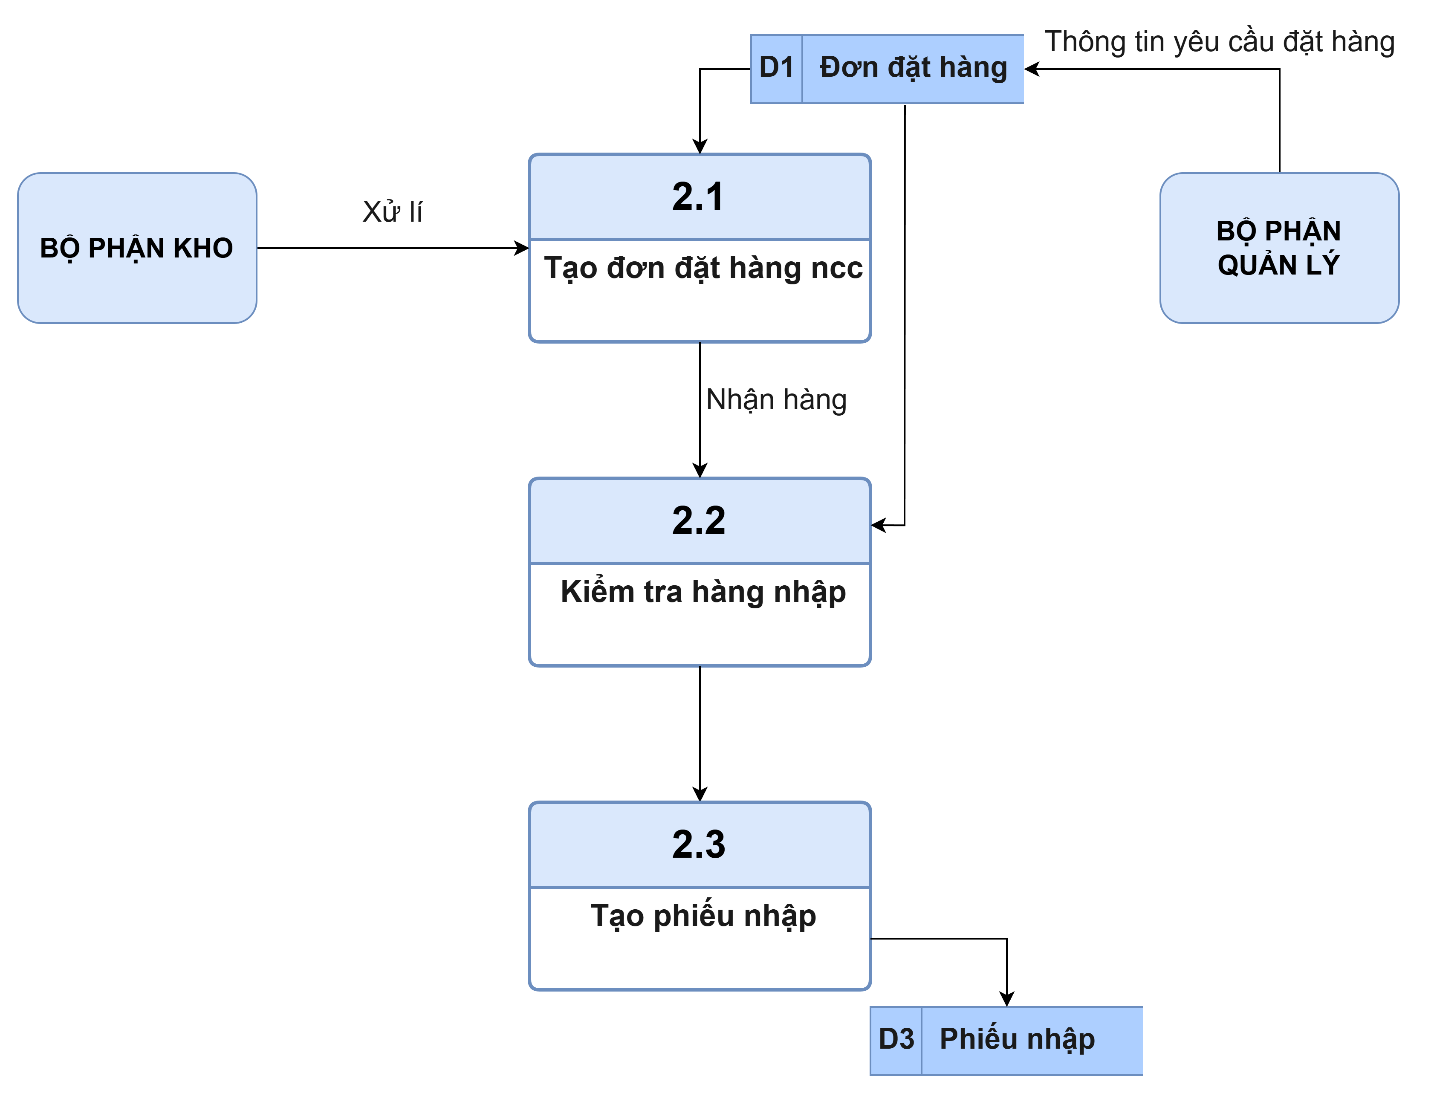 Thông tin yêu cầu đặt hàng
D1 Đơn đặt hàng
2.1
Tạo đơn đặt hàng ncc
Xử lí
BỘ PHẬN KHO
BỘ PHẬN
QUẢN LÝ
Nhận hàng
2.2
Kiểm tra hàng nhập
2.3
Tạo phiếu nhập
D3 Phiếu nhập